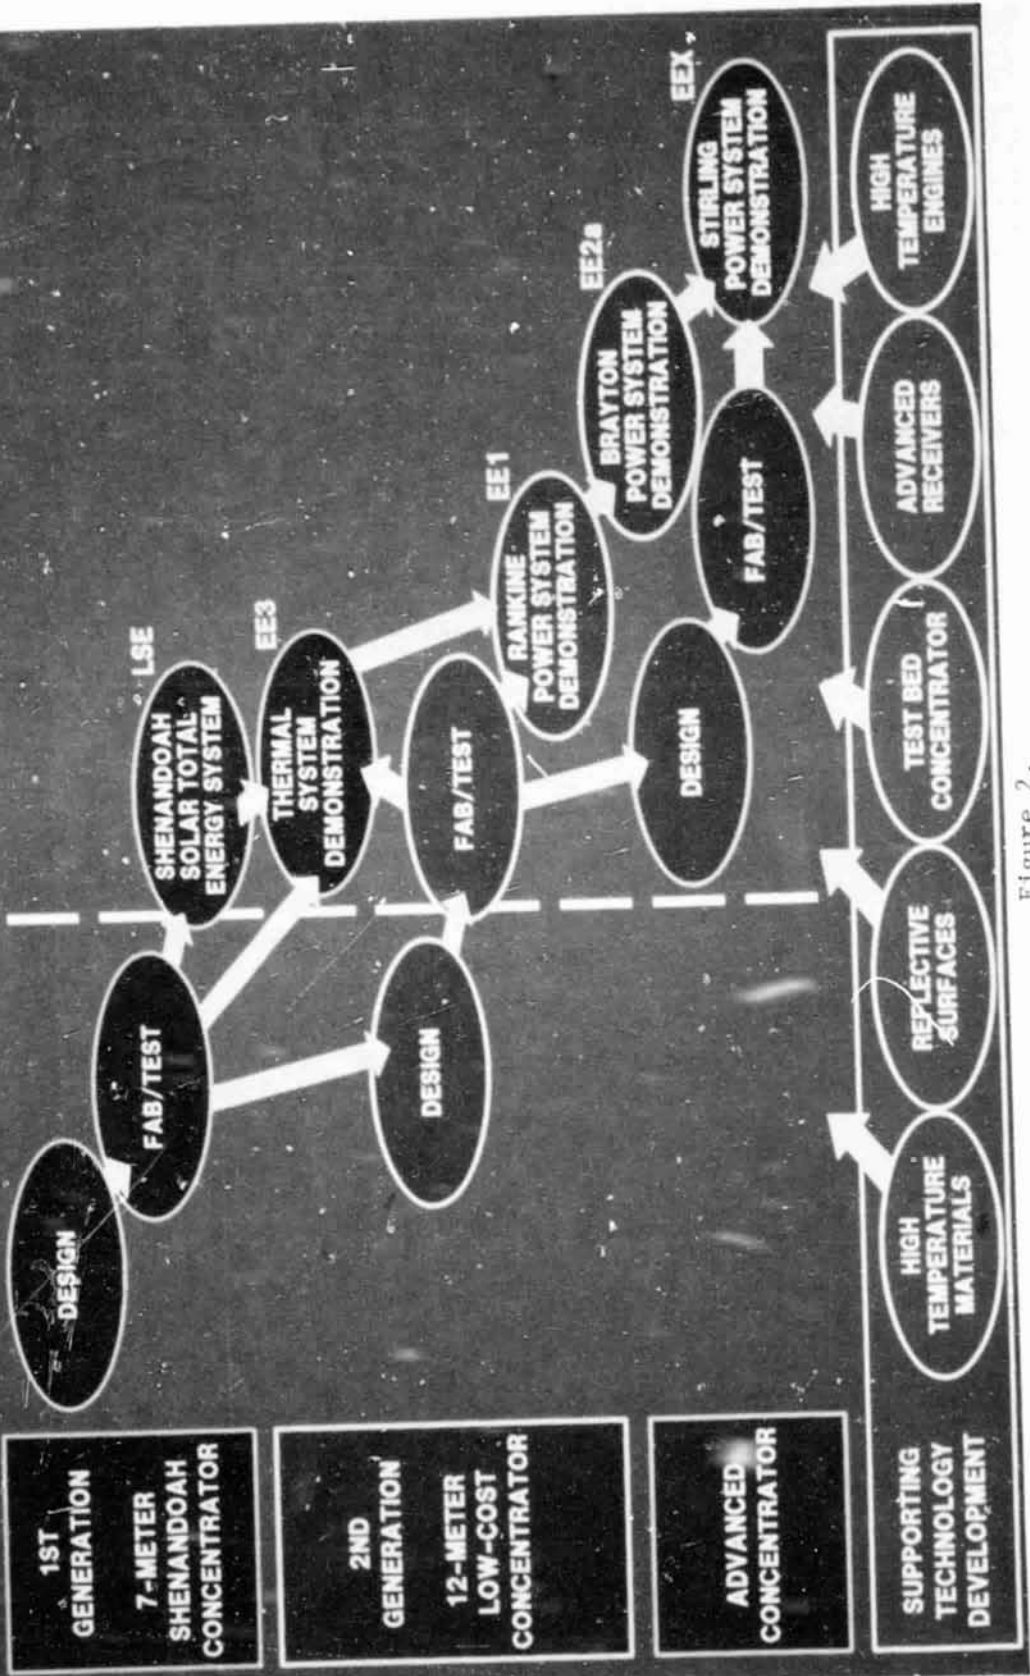 1ST
GENERATION
7-METER
SHENANDOAH
CONCENTRATOR
DESIGN
FAB/TEST
SHENANDOAH
SOLAR TOTAL
ENERGY SYSTEM
LSE
THERMAL
SYSTEM
DEMONSTRATION
EE3
2ND
GENERATION
12-METER
LOW-COST
CONCENTRATOR
DESIGN
FAB/TEST
RANKINE
POWER SYSTEM
DEMONSTRATION
EE1
BRAYTON
POWER SYSTEM
DEMONSTRATION
EE2a
ADVANCED
CONCENTRATOR
DESIGN
FAB/TEST
STIRLING
POWER SYSTEM
DEMONSTRATION
EEX
SUPPORTING
TECHNOLOGY
DEVELOPMENT
HIGH
TEMPERATURE
MATERIALS
REFLECTIVE
SURFACES
TEST BED
CONCENTRATOR
ADVANCED
RECEIVERS
HIGH
TEMPERATURE
ENGINES
Figure 2.